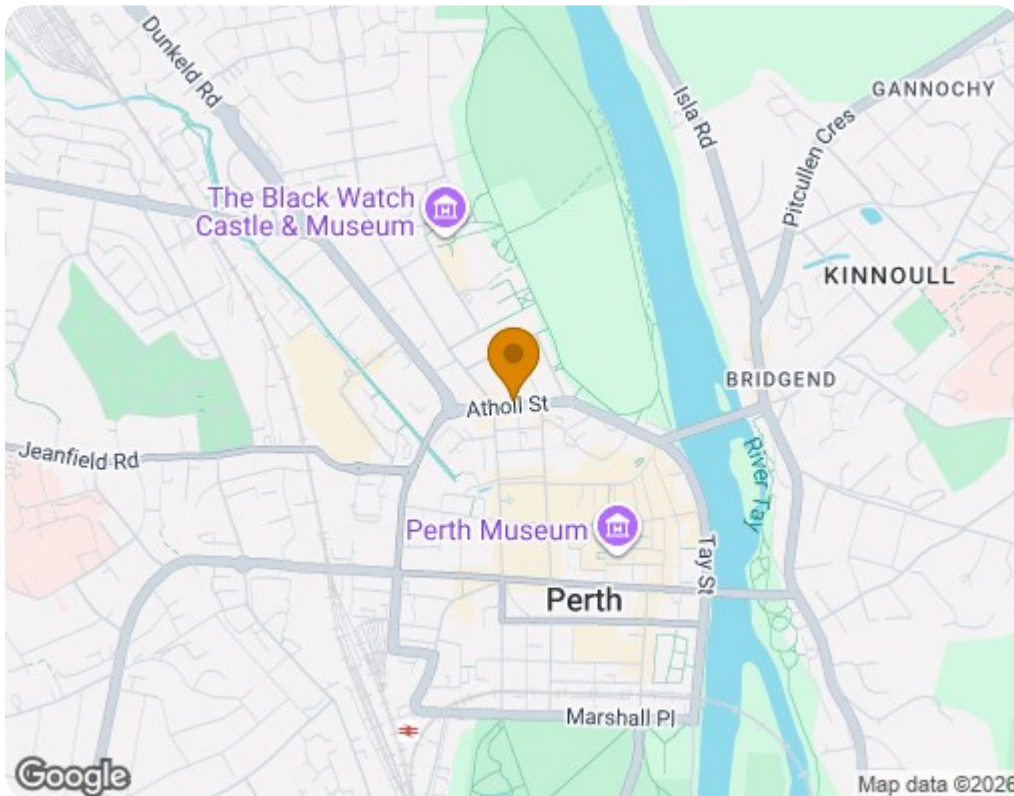 Dunkeld Rd
Isla Rd
GANNOCHY
Pitcullen Cres
The Black Watch
Castle & Museum
KINNOULL
BRIDGEND
Atholl St
Jeanfield Rd
River Tay
Perth Museum
Tay St
Perth
Marshall Pl
Google
Map data ©2026